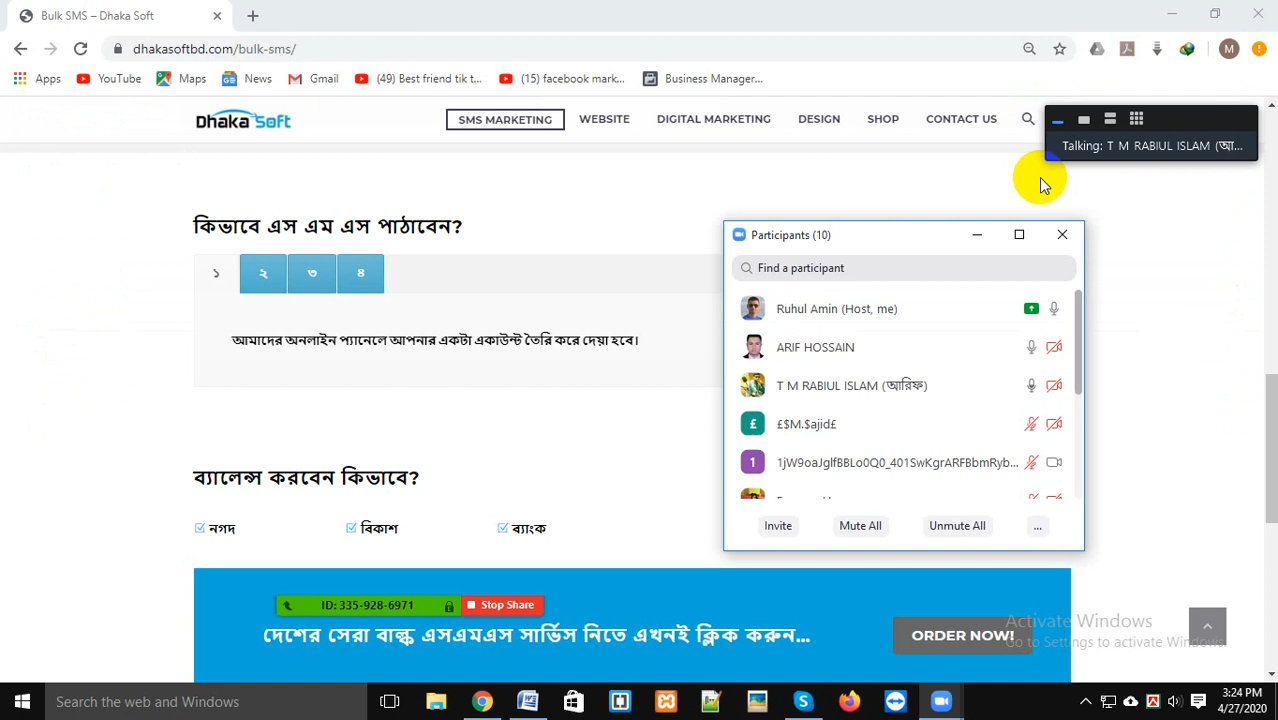 Bulk SMS – Dhaka Soft
dhakasoftbd.com/bulk-sms/
M
Apps YouTube Maps News Gmail (49) Best friend tik t... (15) facebook mark... Business Manager...
Dhaka Soft SMS MARKETING WEBSITE DIGITAL MARKETING DESIGN SHOP CONTACT US
Talking: T M RABIUL ISLAM (আ...
কিভাবে এস এম এস পাঠাবেন?
১ ২ ৩ ৪
আমাদের অনলাইন প্যানেলে আপনার একটা একাউন্ট তৈরি করে দেয়া হবে।
Participants (10)
Find a participant
Ruhul Amin (Host, me)
ARIF HOSSAIN
T M RABIUL ISLAM (আরিফ)
£ £$M.$ajid£
1 1jW9oaJglfBBLo0Q0_401SwKgrARFBbmRyb...
Invite Mute All Unmute All ...
ব্যালেন্স করবেন কিভাবে?
নগদ বিকাশ ব্যাংক
ID: 335-928-6971 Stop Share
দেশের সেরা বাল্ক এসএমএস সার্ভিস নিতে এখনই ক্লিক করুন...
ORDER NOW!
Activate Windows
Go to Settings to activate Windows.
Search the web and Windows
3:24 PM
4/27/2020